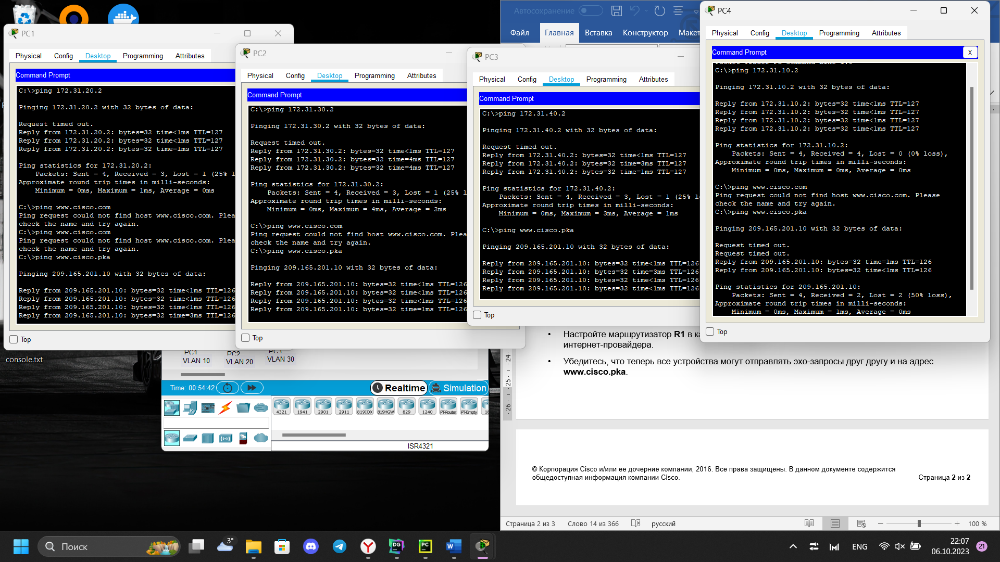 PC1
Physical
Config
Desktop
Programming
Attributes
Command Prompt
C:\>ping 172.31.20.2
Pinging 172.31.20.2 with 32 bytes of data:
Request timed out.
Reply from 172.31.20.2: bytes=32 time<1ms TTL=127
Reply from 172.31.20.2: bytes=32 time<1ms TTL=127
Reply from 172.31.20.2: bytes=32 time=1ms TTL=127
Ping statistics for 172.31.20.2:
Packets: Sent = 4, Received = 3, Lost = 1 (25% l
Approximate round trip times in milli-seconds:
Minimum = 0ms, Maximum = 1ms, Average = 0ms
C:\>ping www.cisco.com
Ping request could not find host www.cisco.com. Plea
check the name and try again.
C:\>ping www.cisco.com
Ping request could not find host www.cisco.com. Plea
check the name and try again.
C:\>ping www.cisco.pka
Pinging 209.165.201.10 with 32 bytes of data:
Reply from 209.165.201.10: bytes=32 time<1ms TTL=126
Reply from 209.165.201.10: bytes=32 time<1ms TTL=126
Reply from 209.165.201.10: bytes=32 time<1ms TTL=126
Reply from 209.165.201.10: bytes=32 time=3ms TTL=126
Top
PC2
Physical
Config
Desktop
Programming
Attributes
Command Prompt
C:\>ping 172.31.30.2
Pinging 172.31.30.2 with 32 bytes of data:
Request timed out.
Reply from 172.31.30.2: bytes=32 time<1ms TTL=127
Reply from 172.31.30.2: bytes=32 time=4ms TTL=127
Reply from 172.31.30.2: bytes=32 time=4ms TTL=127
Ping statistics for 172.31.30.2:
Packets: Sent = 4, Received = 3, Lost = 1 (25% l
Approximate round trip times in milli-seconds:
Minimum = 0ms, Maximum = 4ms, Average = 2ms
C:\>ping www.cisco.com
Ping request could not find host www.cisco.com. Plea
check the name and try again.
C:\>ping www.cisco.pka
Pinging 209.165.201.10 with 32 bytes of data:
Reply from 209.165.201.10: bytes=32 time<1ms TTL=126
Reply from 209.165.201.10: bytes=32 time=1ms TTL=126
Reply from 209.165.201.10: bytes=32 time<1ms TTL=126
Reply from 209.165.201.10: bytes=32 time=1ms TTL=126
Top
PC3
Physical
Config
Desktop
Programming
Attributes
Command Prompt
C:\>ping 172.31.40.2
Pinging 172.31.40.2 with 32 bytes of data:
Request timed out.
Reply from 172.31.40.2: bytes=32 time<1ms TTL=127
Reply from 172.31.40.2: bytes=32 time=3ms TTL=127
Reply from 172.31.40.2: bytes=32 time=1ms TTL=127
Ping statistics for 172.31.40.2:
Packets: Sent = 4, Received = 3, Lost = 1 (25% l
Approximate round trip times in milli-seconds:
Minimum = 0ms, Maximum = 3ms, Average = 1ms
C:\>ping www.cisco.pka
Pinging 209.165.201.10 with 32 bytes of data:
Reply from 209.165.201.10: bytes=32 time<1ms TTL=126
Reply from 209.165.201.10: bytes=32 time=3ms TTL=126
Reply from 209.165.201.10: bytes=32 time<1ms TTL=126
Reply from 209.165.201.10: bytes=32 time<1ms TTL=126
Top
Автосохранение
Файл
Главная
Вставка
Конструктор
Макет
PC4
Physical
Config
Desktop
Programming
Attributes
Command Prompt
X
C:\>ping 172.31.10.2
Pinging 172.31.10.2 with 32 bytes of data:
Reply from 172.31.10.2: bytes=32 time<1ms TTL=127
Reply from 172.31.10.2: bytes=32 time<1ms TTL=127
Reply from 172.31.10.2: bytes=32 time<1ms TTL=127
Reply from 172.31.10.2: bytes=32 time<1ms TTL=127
Ping statistics for 172.31.10.2:
Packets: Sent = 4, Received = 4, Lost = 0 (0% loss),
Approximate round trip times in milli-seconds:
Minimum = 0ms, Maximum = 0ms, Average = 0ms
C:\>ping www.cisco.com
Ping request could not find host www.cisco.com. Please
check the name and try again.
C:\>ping www.cisco.pka
Pinging 209.165.201.10 with 32 bytes of data:
Request timed out.
Request timed out.
Reply from 209.165.201.10: bytes=32 time=1ms TTL=126
Reply from 209.165.201.10: bytes=32 time<1ms TTL=126
Ping statistics for 209.165.201.10:
Packets: Sent = 4, Received = 2, Lost = 2 (50% loss),
Approximate round trip times in milli-seconds:
Minimum = 0ms, Maximum = 1ms, Average = 0ms
Top
• Настройте маршрутизатор R1 в ка
интернет-провайдера.
• Убедитесь, что теперь все устройства могут отправлять эхо-запросы друг другу и на адрес
www.cisco.pka.
24
25
26
console.txt
PC1
VLAN 10
PC2
VLAN 20
PC3
VLAN 30
Time: 00:54:42
Realtime
Simulation
4321
1941
2901
2911
819IOX
819HGW
829
1240
PT-Router
PT-Empty
18
ISR4321
© Корпорация Cisco и/или ее дочерние компании, 2016. Все права защищены. В данном документе содержится
общедоступная информация компании Cisco.
Страница 2 из 2
Страница 2 из 3
Слово 14 из 366
русский
100 %
Поиск
3°
DG
PC
W
ENG
22:07
06.10.2023
21